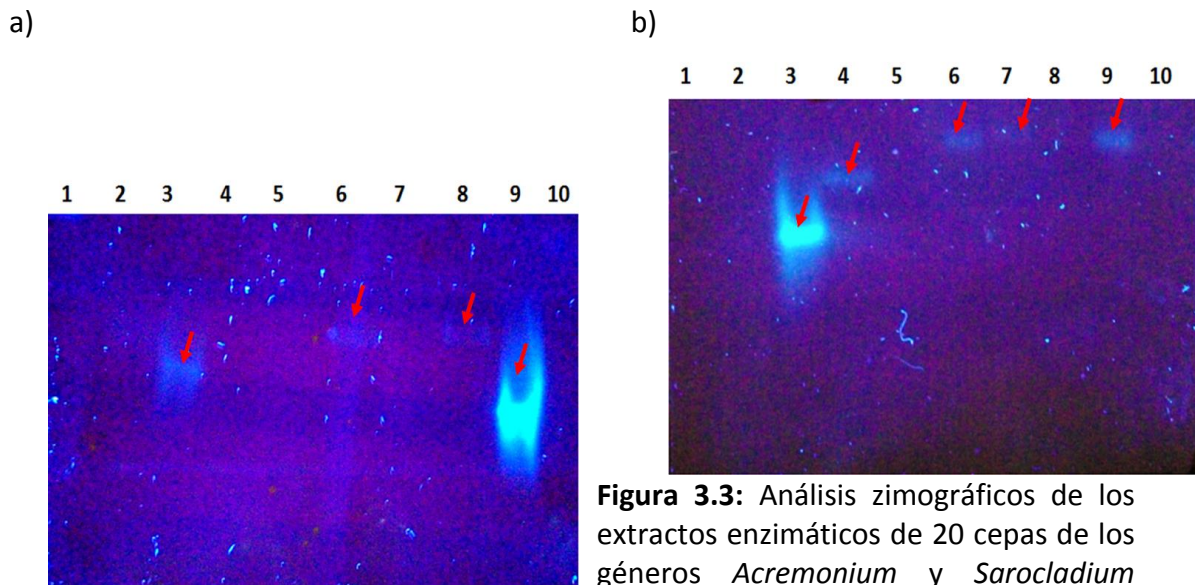 a)
1 2 3 4 5 6 7 8 9 10
b)
1 2 3 4 5 6 7 8 9 10
Figura 3.3: Análisis zimográficos de los
extractos enzimáticos de 20 cepas de los
géneros Acremonium y Sarocladium